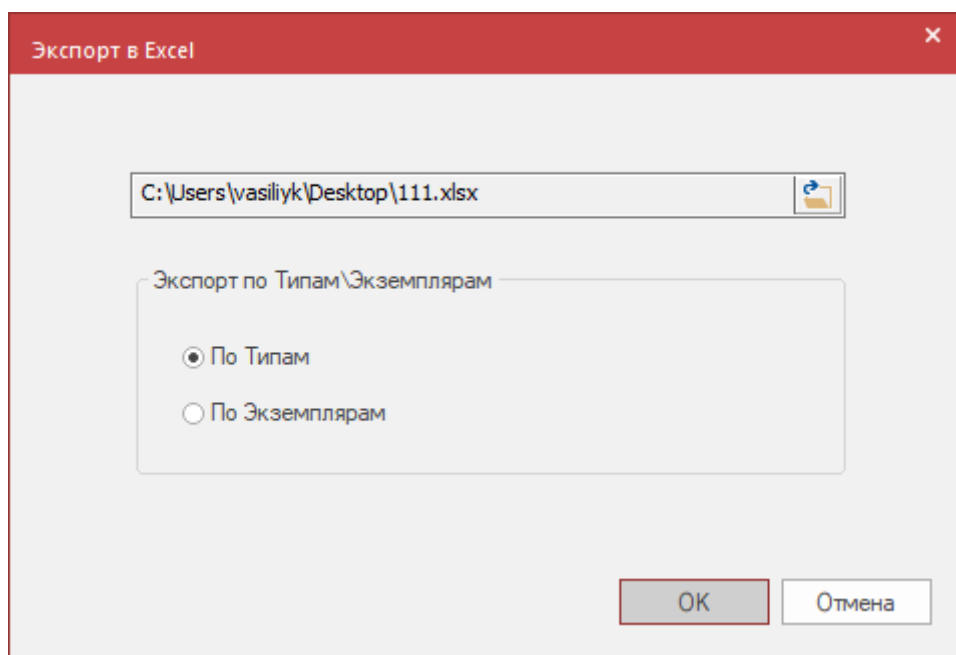 Экспорт в Excel
C:\Users\vasiliyk\Desktop\111.xlsx
Экспорт по Типам\Экземплярам
По Типам
По Экземплярам
OK
Отмена